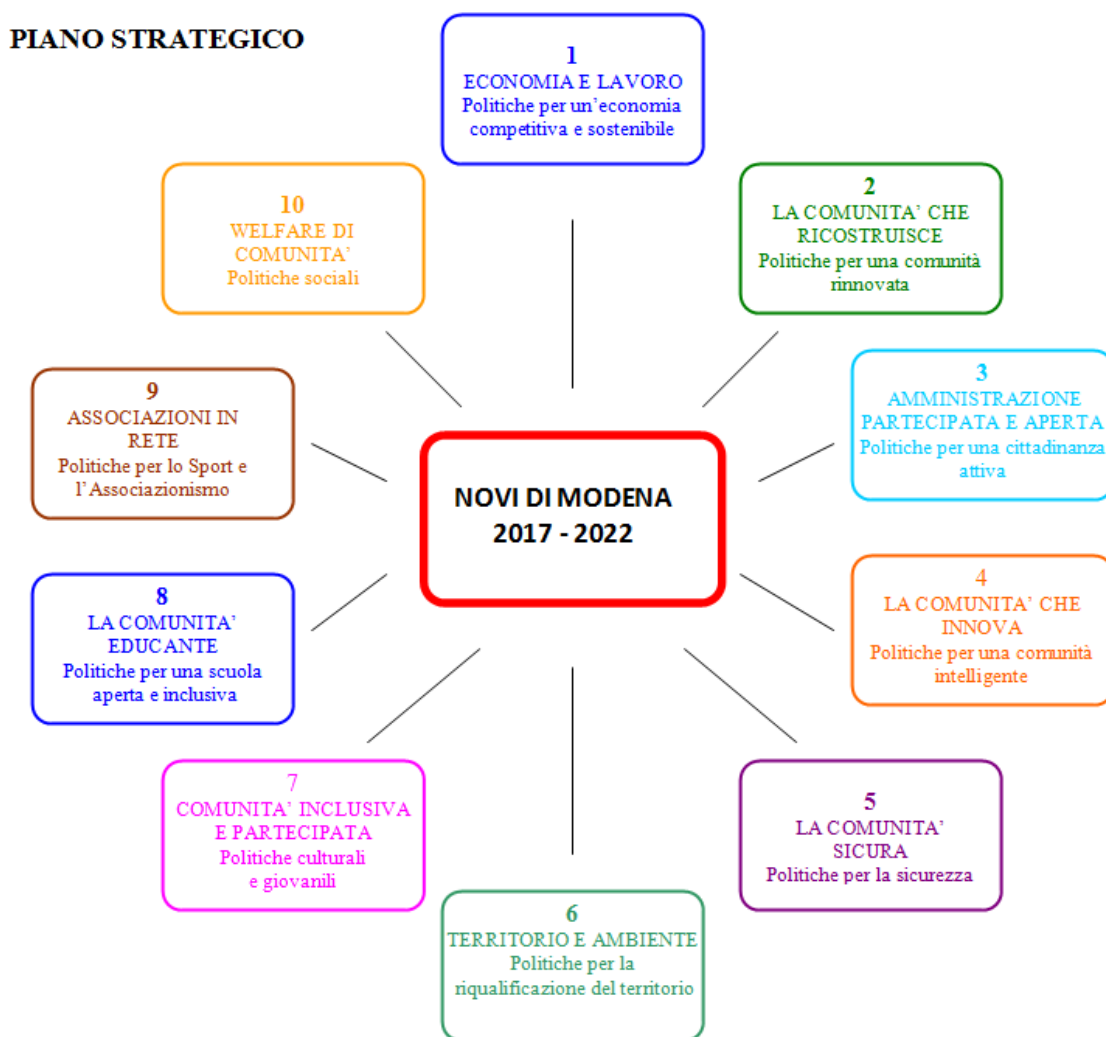 PIANO STRATEGICO
1
ECONOMIA E LAVORO
Politiche per un’economia
competitiva e sostenibile
2
LA COMUNITA’ CHE
RICOSTRUISCE
Politiche per una comunità
rinnovata
3
AMMINISTRAZIONE
PARTECIPATA E APERTA
Politiche per una cittadinanza
attiva
4
LA COMUNITA’ CHE
INNOVA
Politiche per una comunità
intelligente
5
LA COMUNITA’
SICURA
Politiche per la sicurezza
6
TERRITORIO E AMBIENTE
Politiche per la
riqualificazione del territorio
7
COMUNITA’ INCLUSIVA
E PARTECIPATA
Politiche culturali
e giovanili
8
LA COMUNITA’
EDUCANTE
Politiche per una scuola
aperta e inclusiva
9
ASSOCIAZIONI IN
RETE
Politiche per lo Sport e
l’Associazionismo
10
WELFARE DI
COMUNITA’
Politiche sociali
NOVI DI MODENA
2017 - 2022